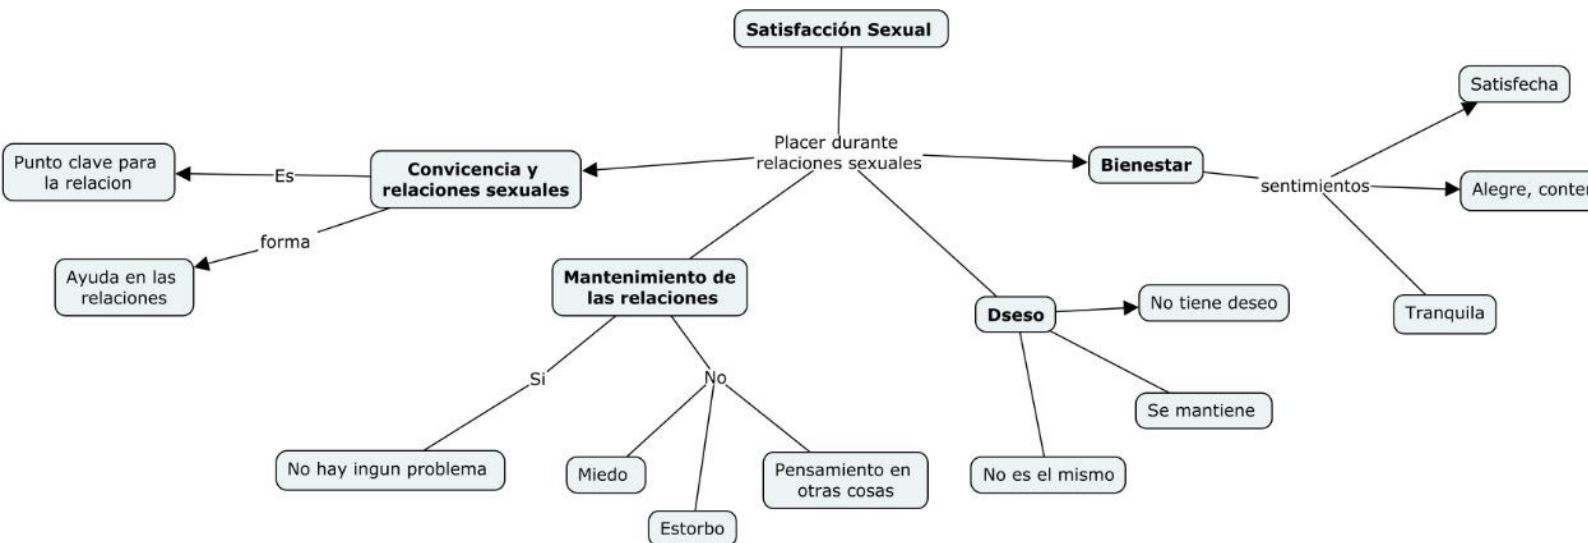 Satisfacción Sexual
Placer durante
relaciones sexuales
Convicencia y
relaciones sexuales
Es
Punto clave para
la relacion
forma
Ayuda en las
relaciones
Mantenimiento de
las relaciones
Si
No hay ingun problema
No
Miedo
Estorbo
Pensamiento en
otras cosas
Dseso
No tiene deseo
Se mantiene
No es el mismo
Bienestar
sentimientos
Satisfecha
Alegre,
Tranquila